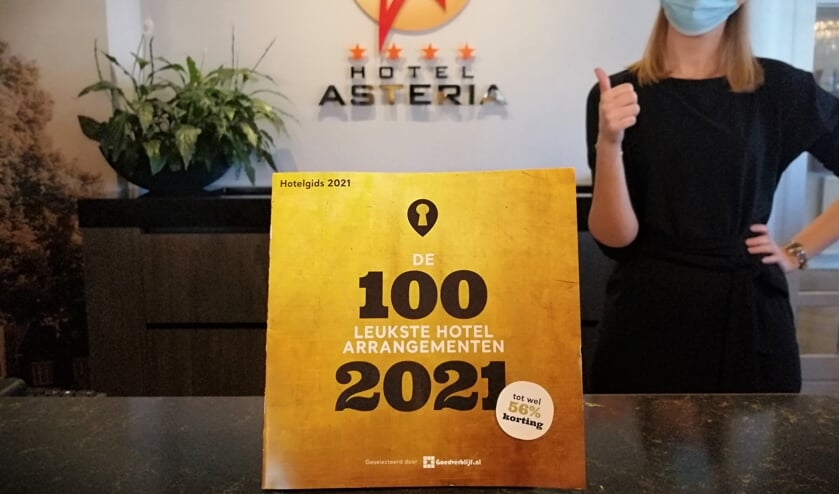 HOTEL
ASTERIA
Hotelgids 2021
DE
100
LEUKSTE HOTEL
ARRANGEMENTEN
2021
tot wel
56%
korting
Geselecteerd door Goedverblijf.nl